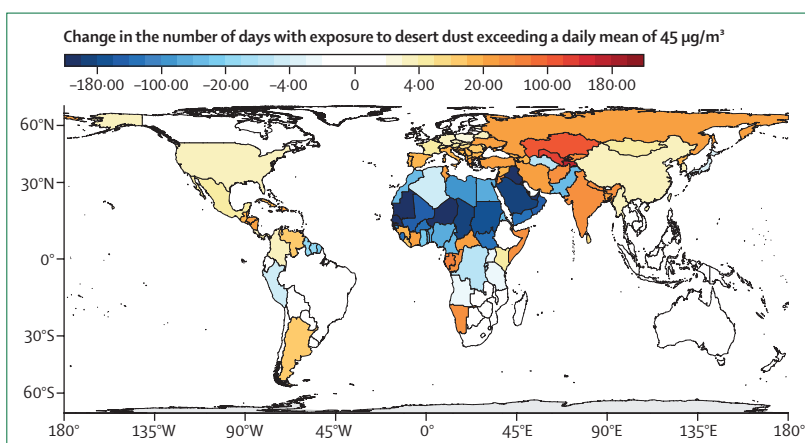 Change in the number of days with exposure to desert dust exceeding a daily mean of 45 μg/m³
–180·00 –100·00 –20·00 –4·00 0 4·00 20·00 100·00 180·00
60°N
30°N
0°
30°S
60°S
180° 135°W 90°W 45°W 0° 45°E 90°E 135°E 180°